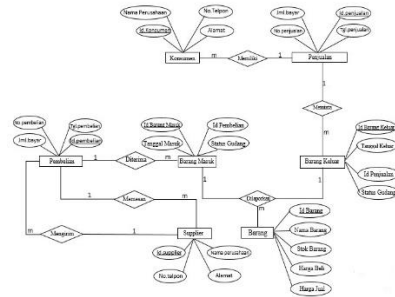 Nama Perusahaan
No.Telpon
Id.Konsumen
Alamat
Konsumen
m
Memiliki
1
Penjualan
Jml.bayar
Id.penjualan
No penjualan
Tgl.penjualan
1
m
Barang Keluar
Id Barang Keluar
Tanggal Keluar
Id Penjualan
Status Gudang
No pembelian
Tgl.pembelian
Jml.bayar
Id.pembelian
Pembelian
1
Diterima
m
Barang Masuk
Id Barang Masuk
Id Pembelian
Tanggal Masuk
Status Gudang
1
1
m
Barang
Id Barang
Nama Barang
Stok Barang
Harga Beli
Harga Jual
1
Memesan
m
m
Mengirim
1
Supplier
Id.supplier
Nama perusahaan
No.telpon
Alamat